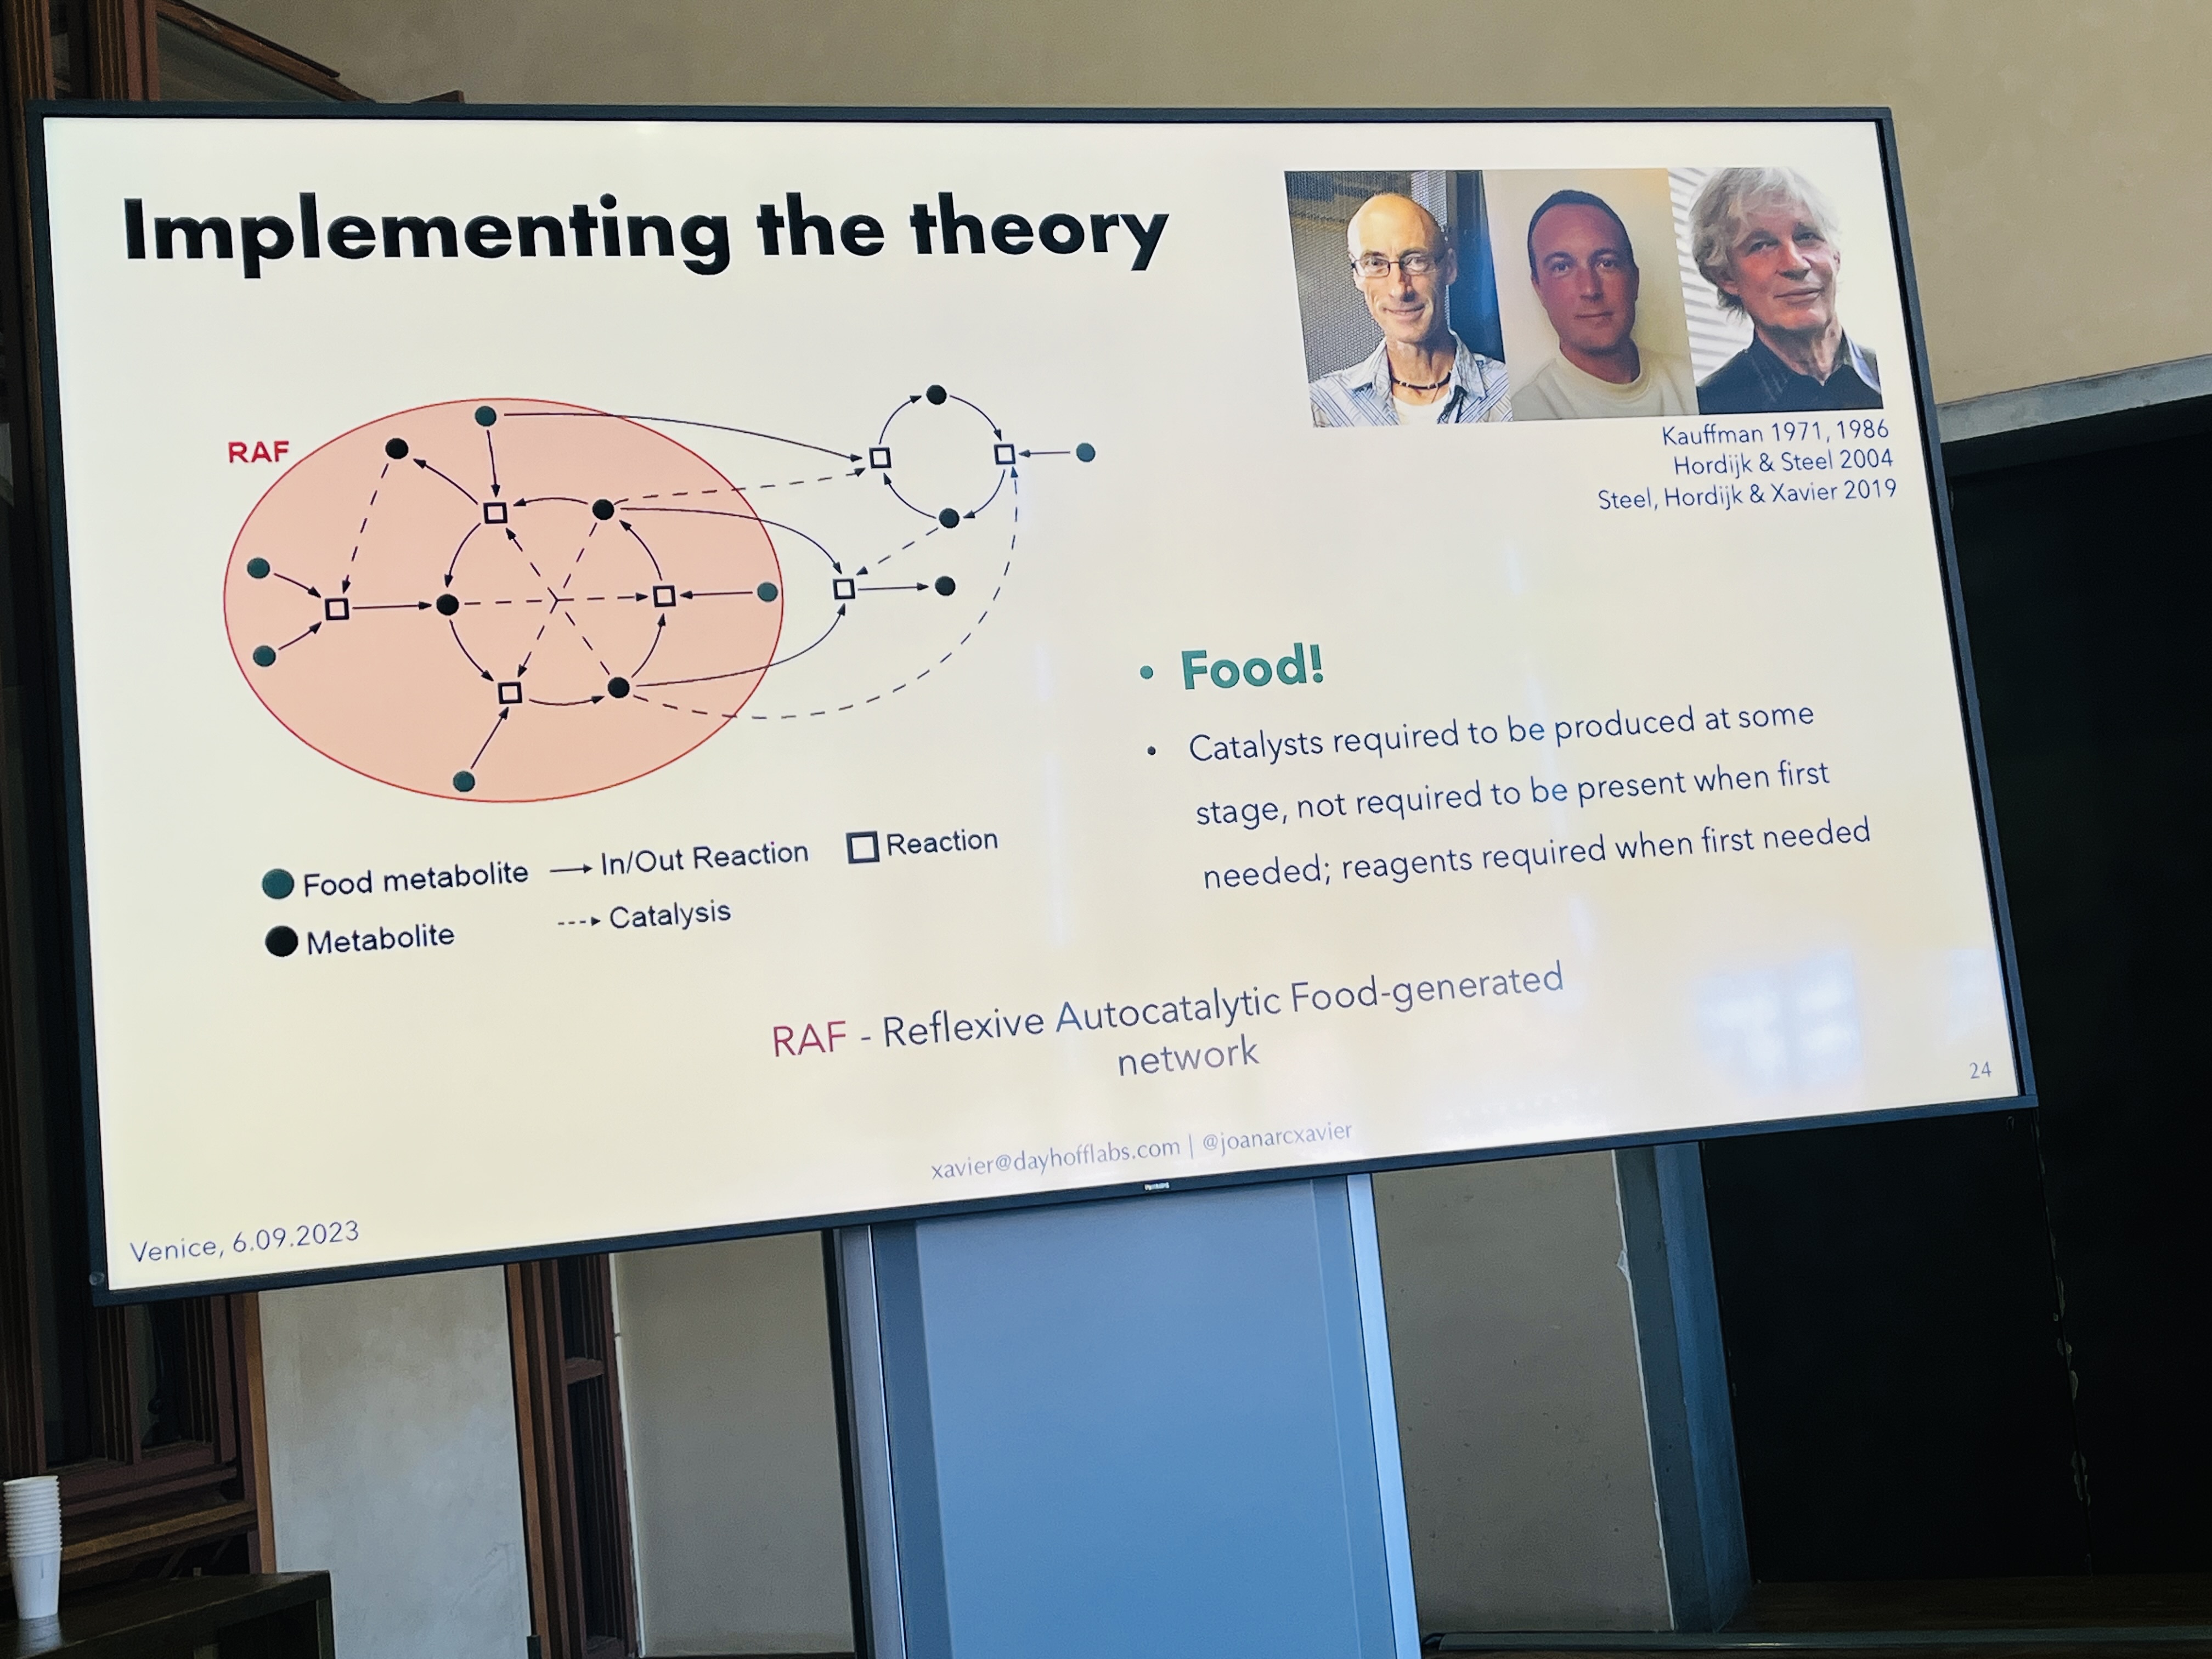 Implementing the theory
Kauffman 1971, 1986
Hordijk & Steel 2004
Steel, Hordijk & Xavier 2019
RAF
• Food!
• Catalysts required to be produced at some
stage, not required to be present when first
needed; reagents required when first needed
Food metabolite
In/Out Reaction
Reaction
Metabolite
Catalysis
RAF - Reflexive Autocatalytic Food-generated
network
24
xavier@dayhofflabs.com | @joanarcxavier
Venice, 6.09.2023
PHILIPS